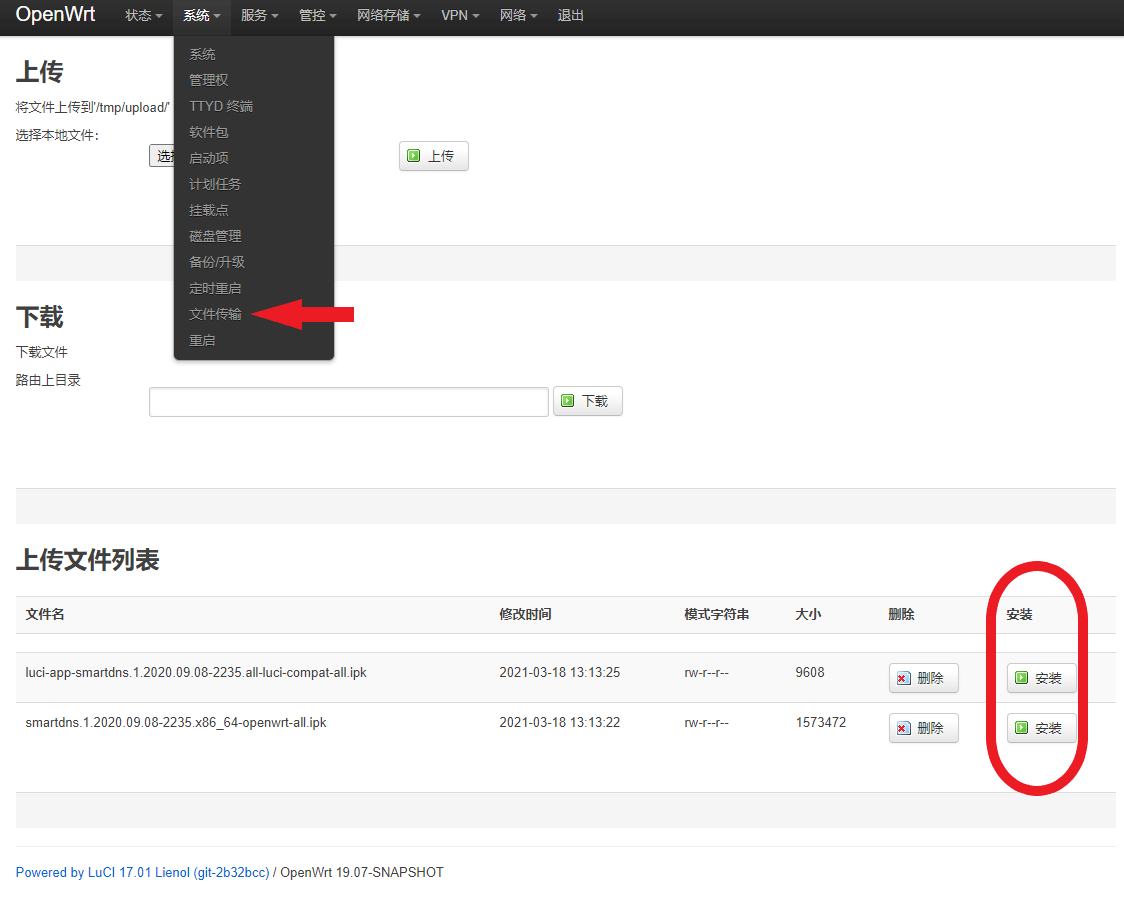 OpenWrt 状态 系统 服务 管控 网络存储 VPN 网络 退出
系统
管理权
TTYD 终端
软件包
启动项
计划任务
挂载点
磁盘管理
备份/升级
定时重启
文件传输
重启
上传
将文件上传到'/tmp/upload/'
选择本地文件:
上传
下载
下载文件
路由上目录
下载
上传文件列表
文件名 修改时间 模式字符串 大小 删除 安装
luci-app-smartdns.1.2020.09.08-2235.all-luci-compat-all.ipk 2021-03-18 13:13:25 rw-r--r-- 9608 删除 安装
smartdns.1.2020.09.08-2235.x86_64-openwrt-all.ipk 2021-03-18 13:13:22 rw-r--r-- 1573472 删除 安装
Powered by LuCI 17.01 Lienol (git-2b32bcc) / OpenWrt 19.07-SNAPSHOT